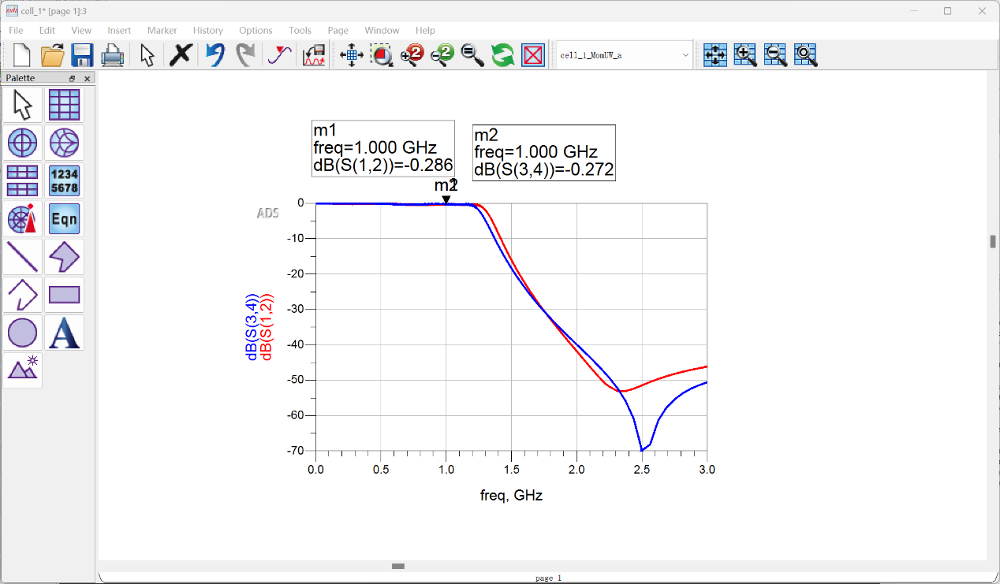 cell_1* [page 1]:3
File Edit View Insert Marker History Options Tools Page Window Help
2 2 cell_1_MomUW_a
Palette
1234
5678
Eqn
A
m1
freq=1.000 GHz
dB(S(1,2))=-0.286
m2
freq=1.000 GHz
dB(S(3,4))=-0.272
m2
ADS
0
-10
-20
-30
-40
-50
-60
-70
0.0 0.5 1.0 1.5 2.0 2.5 3.0
freq, GHz
dB(S(3,4))
dB(S(1,2))
page 1